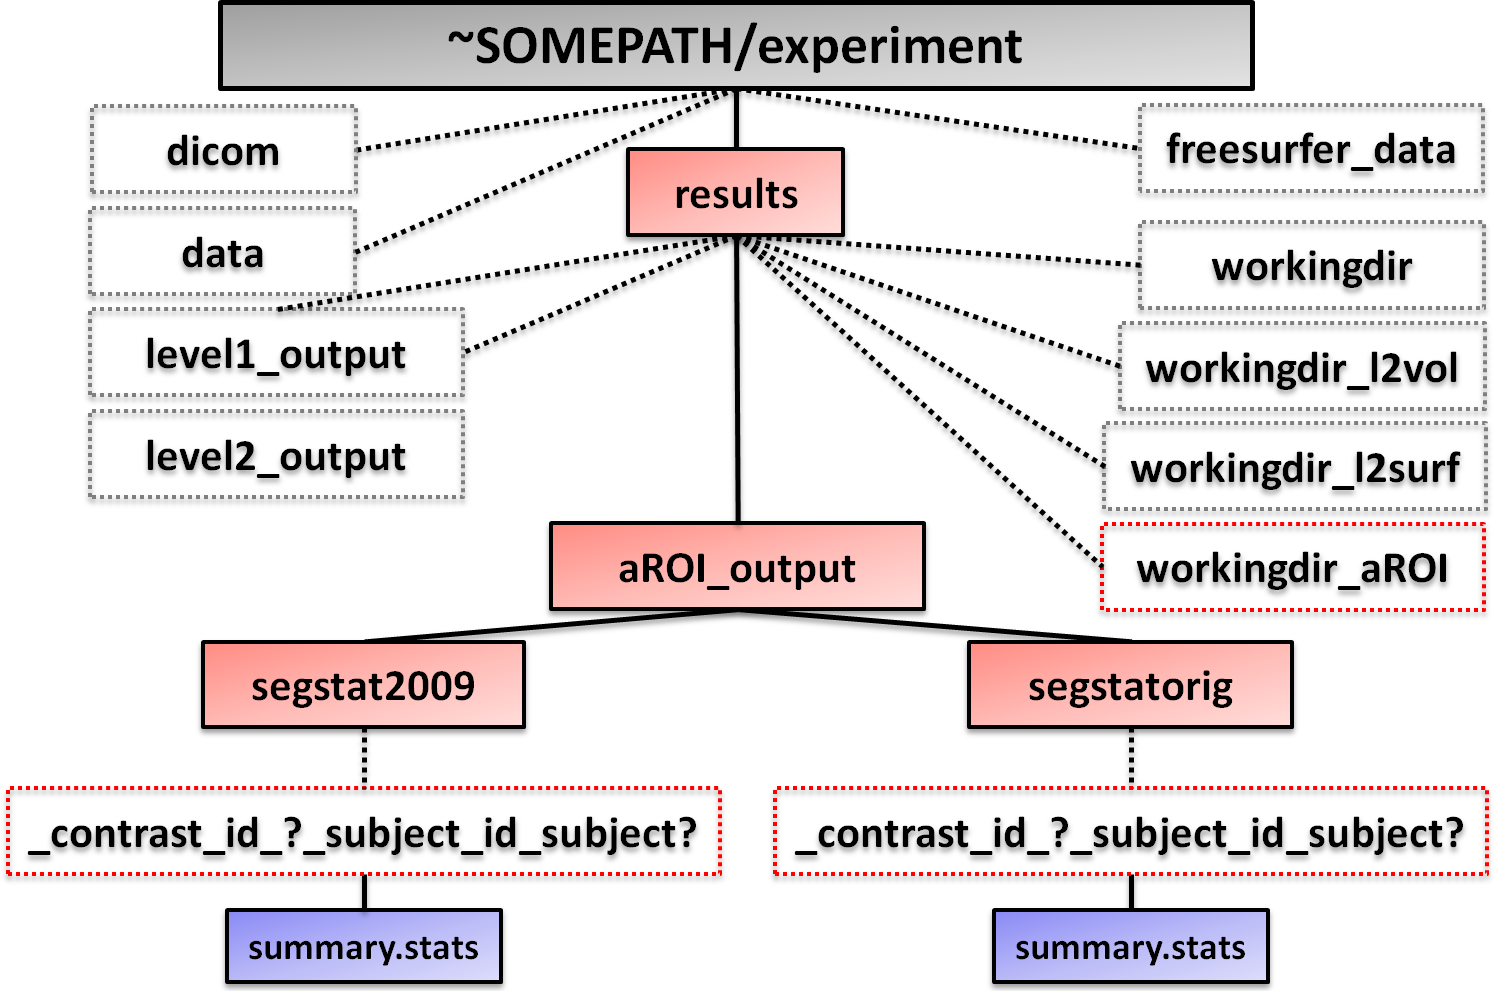 ~SOMEPATH/experiment
dicom
freesurfer_data
results
data
workingdir
level1_output
workingdir_l2vol
level2_output
workingdir_l2surf
aROI_output
workingdir_aROI
segstat2009
segstatorig
_contrast_id_?_subject_id_subject?
_contrast_id_?_subject_id_subject?
summary.stats
summary.stats